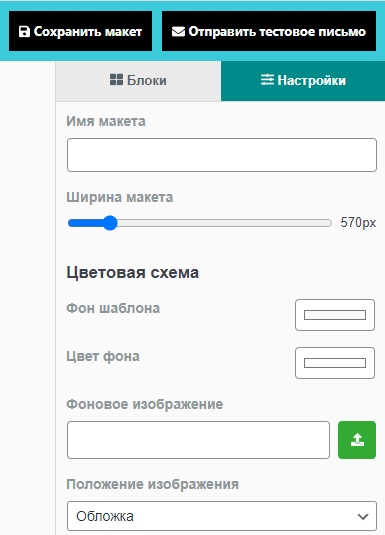 Сохранить макет Отправить тестовое письмо
Блоки Настройки
Имя макета
Ширина макета
570px
Цветовая схема
Фон шаблона
Цвет фона
Фоновое изображение
Положение изображения
Обложка